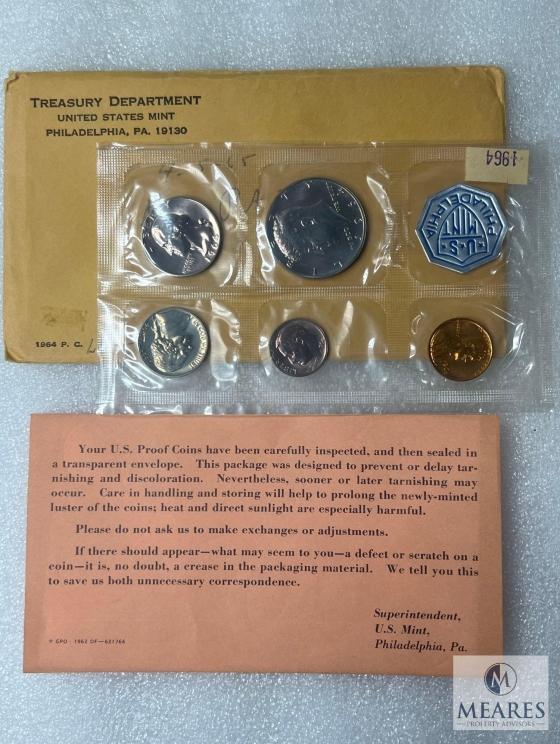 TREASURY DEPARTMENT
UNITED STATES MINT
PHILADELPHIA, PA. 19130
1964
PHILADELPHIA
U·S·
MINT
1964 P. C.
Your U.S. Proof Coins have been carefully inspected, and then sealed in
a transparent envelope. This package was designed to prevent or delay tar-
nishing and discoloration. Nevertheless, sooner or later tarnishing may
occur. Care in handling and storing will help to prolong the newly-minted
luster of the coins; heat and direct sunlight are especially harmful.
Please do not ask us to make exchanges or adjustments.
If there should appear—what may seem to you—a defect or scratch on a
coin—it is, no doubt, a crease in the packaging material. We tell you this
to save us both unnecessary correspondence.
Superintendent,
U.S. Mint,
Philadelphia, Pa.
☆ GPO : 1962 OF—631766
M
MEARES
PROPERTY ADVISORS